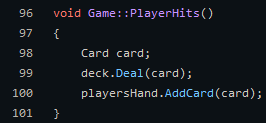 96 void Game::PlayerHits()
97 {
98     Card card;
99     deck.Deal(card);
100     playersHand.AddCard(card);
101 }